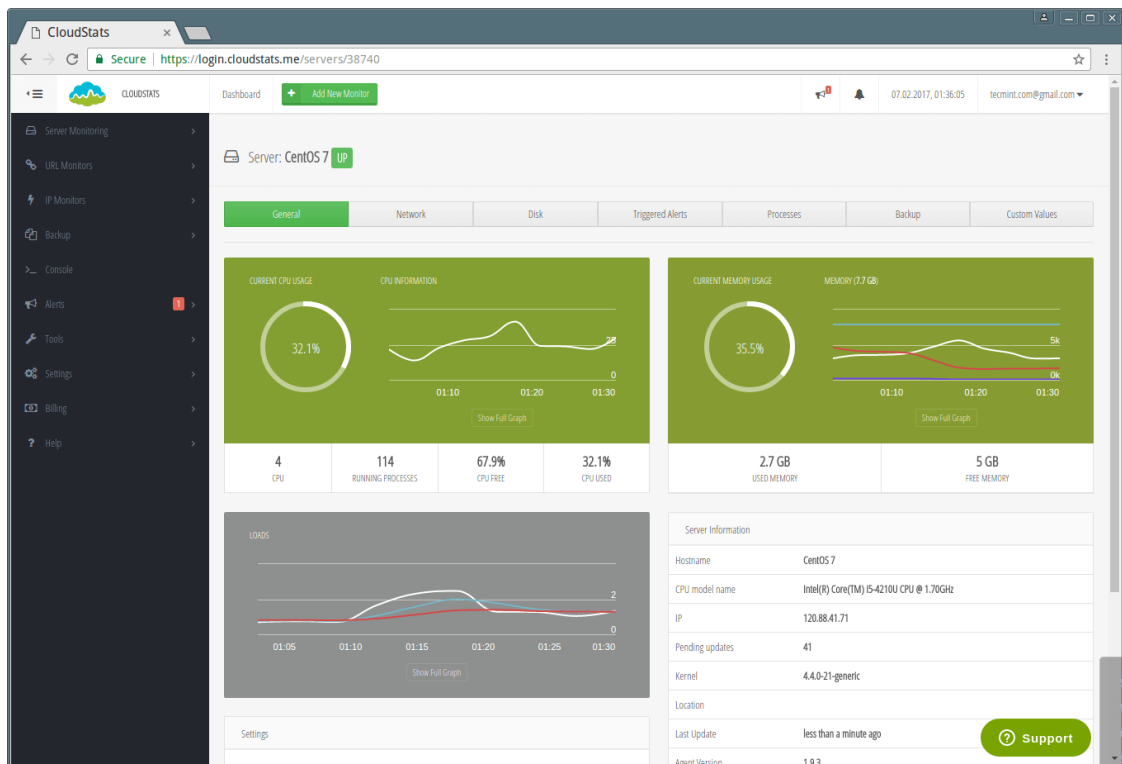 CloudStats
Secure https://login.cloudstats.me/servers/38740
CLOUDSTATS
Dashboard
+ Add New Monitor
1
07.02.2017, 01:36:05
tecmint.com@gmail.com
Server Monitoring
URL Monitors
IP Monitors
Backup
>_ Console
Alerts 1
Tools
Settings
Billing
? Help
Server: CentOS 7 UP
General Network Disk Triggered Alerts Processes Backup Custom Values
CURRENT CPU USAGE CPU INFORMATION
32.1%
25
0
01:10 01:20 01:30
Show Full Graph
4 114 67.9% 32.1%
CPU RUNNING PROCESSES CPU FREE CPU USED
CURRENT MEMORY USAGE MEMORY (7.7 GB)
35.5%
5k
0k
01:10 01:20 01:30
Show Full Graph
2.7 GB 5 GB
USED MEMORY FREE MEMORY
LOADS
2
0
01:05 01:10 01:15 01:20 01:25 01:30
Show Full Graph
Settings
Server Information
Hostname CentOS 7
CPU model name Intel(R) Core(TM) I5-4210U CPU @ 1.70GHz
IP 120.88.41.71
Pending updates 41
Kernel 4.4.0-21-generic
Location
Last Update less than a minute ago
Agent Version 1.9.3
? Support